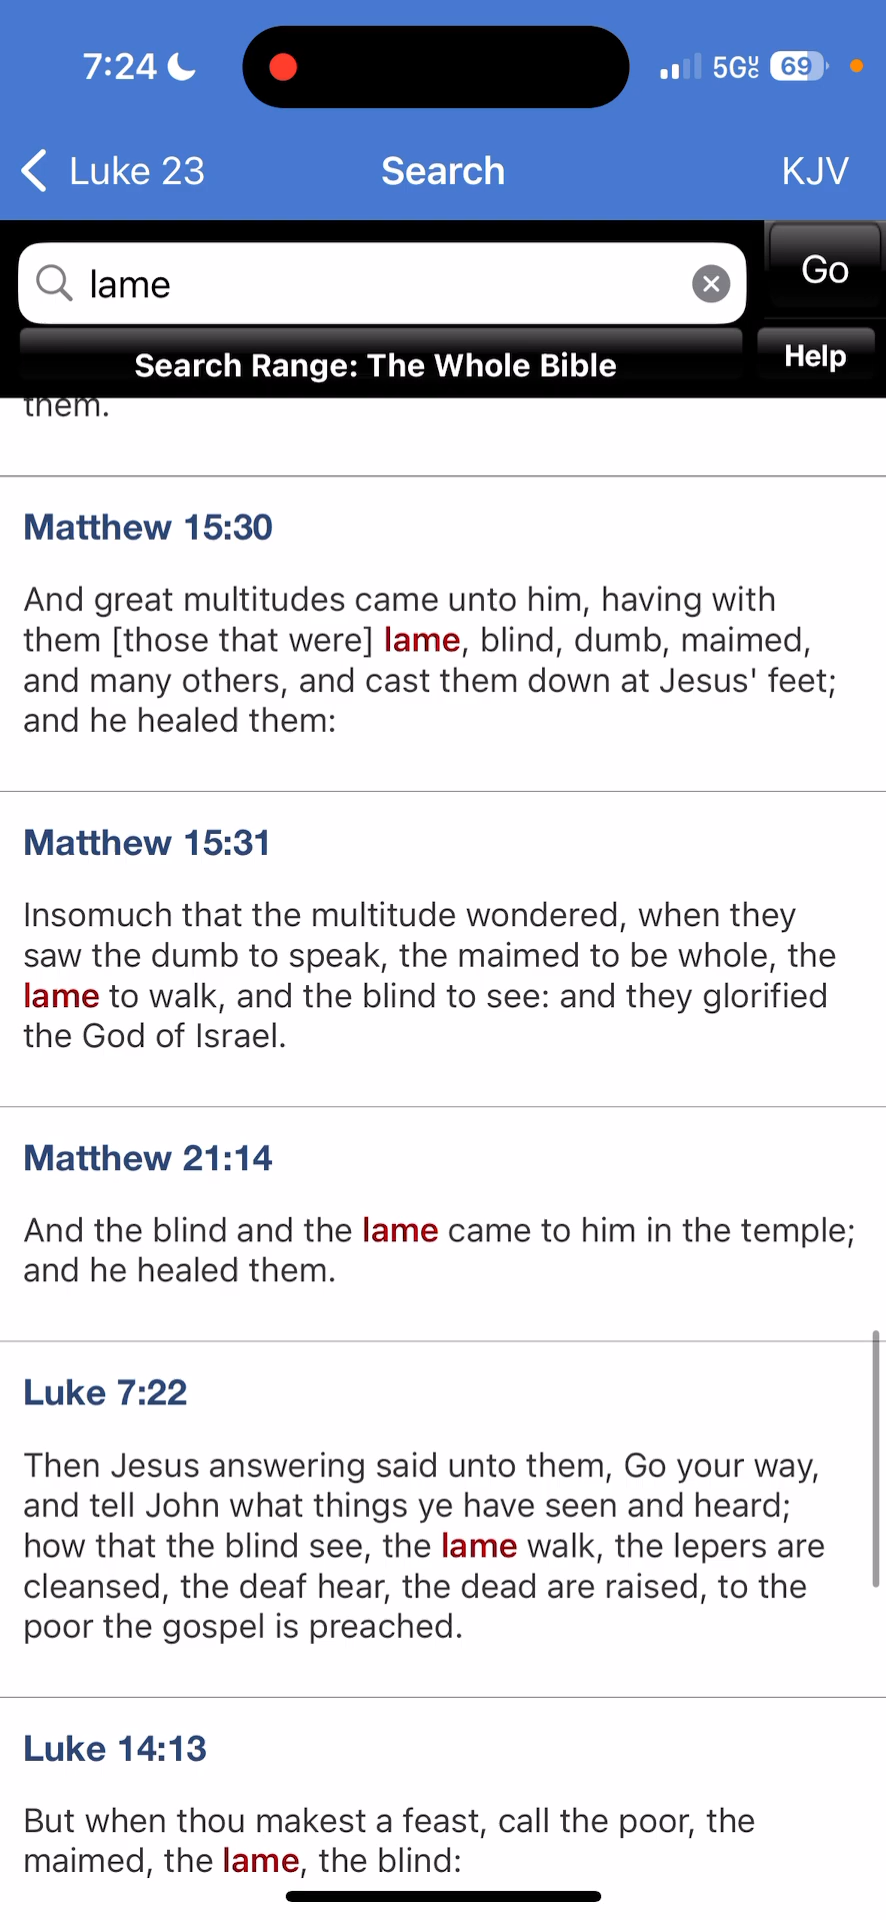 7:24
5G UC 69
Luke 23
Search
KJV
lame
Go
Search Range: The Whole Bible
Help
them.
Matthew 15:30
And great multitudes came unto him, having with
them [those that were] lame, blind, dumb, maimed,
and many others, and cast them down at Jesus' feet;
and he healed them:
Matthew 15:31
Insomuch that the multitude wondered, when they
saw the dumb to speak, the maimed to be whole, the
lame to walk, and the blind to see: and they glorified
the God of Israel.
Matthew 21:14
And the blind and the lame came to him in the temple;
and he healed them.
Luke 7:22
Then Jesus answering said unto them, Go your way,
and tell John what things ye have seen and heard;
how that the blind see, the lame walk, the lepers are
cleansed, the deaf hear, the dead are raised, to the
poor the gospel is preached.
Luke 14:13
But when thou makest a feast, call the poor, the
maimed, the lame, the blind: